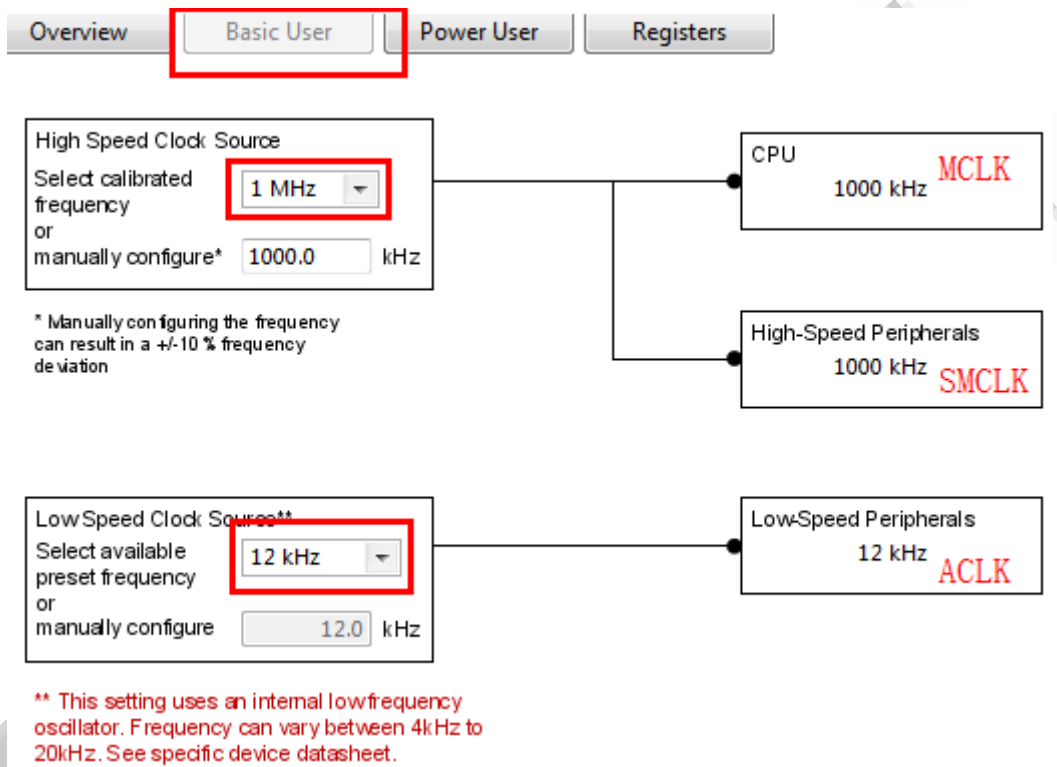 Overview Basic User Power User Registers
High Speed Clock Source
Select calibrated
frequency
1 MHz
or
manually configure* 1000.0 kHz
* Manually configuring the frequency
can result in a +/-10 % frequency
deviation
CPU
1000 kHz MCLK
High-Speed Peripherals
1000 kHz SMCLK
Low Speed Clock Source**
Select available
preset frequency
12 kHz
or
manually configure 12.0 kHz
Low-Speed Peripherals
12 kHz ACLK
** This setting uses an internal low frequency
oscillator. Frequency can vary between 4kHz to
20kHz. See specific device datasheet.